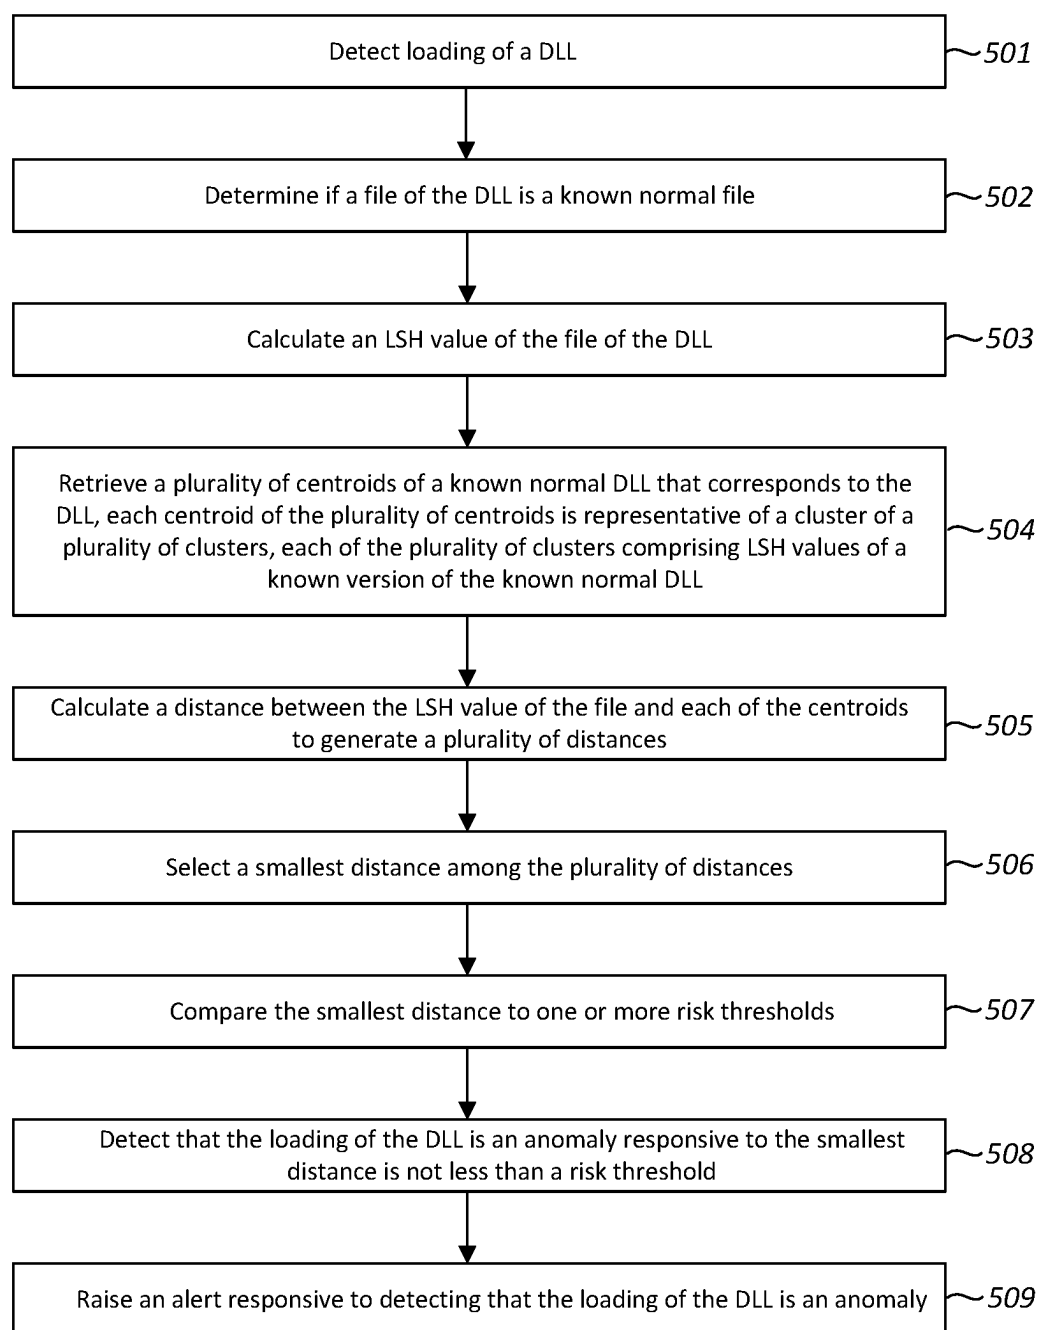 Detect loading of a DLL
501
Determine if a file of the DLL is a known normal file
502
Calculate an LSH value of the file of the DLL
503
Retrieve a plurality of centroids of a known normal DLL that corresponds to the
DLL, each centroid of the plurality of centroids is representative of a cluster of a
plurality of clusters, each of the plurality of clusters comprising LSH values of a
known version of the known normal DLL
504
Calculate a distance between the LSH value of the file and each of the centroids
to generate a plurality of distances
505
Select a smallest distance among the plurality of distances
506
Compare the smallest distance to one or more risk thresholds
507
Detect that the loading of the DLL is an anomaly responsive to the smallest
distance is not less than a risk threshold
508
Raise an alert responsive to detecting that the loading of the DLL is an anomaly
509